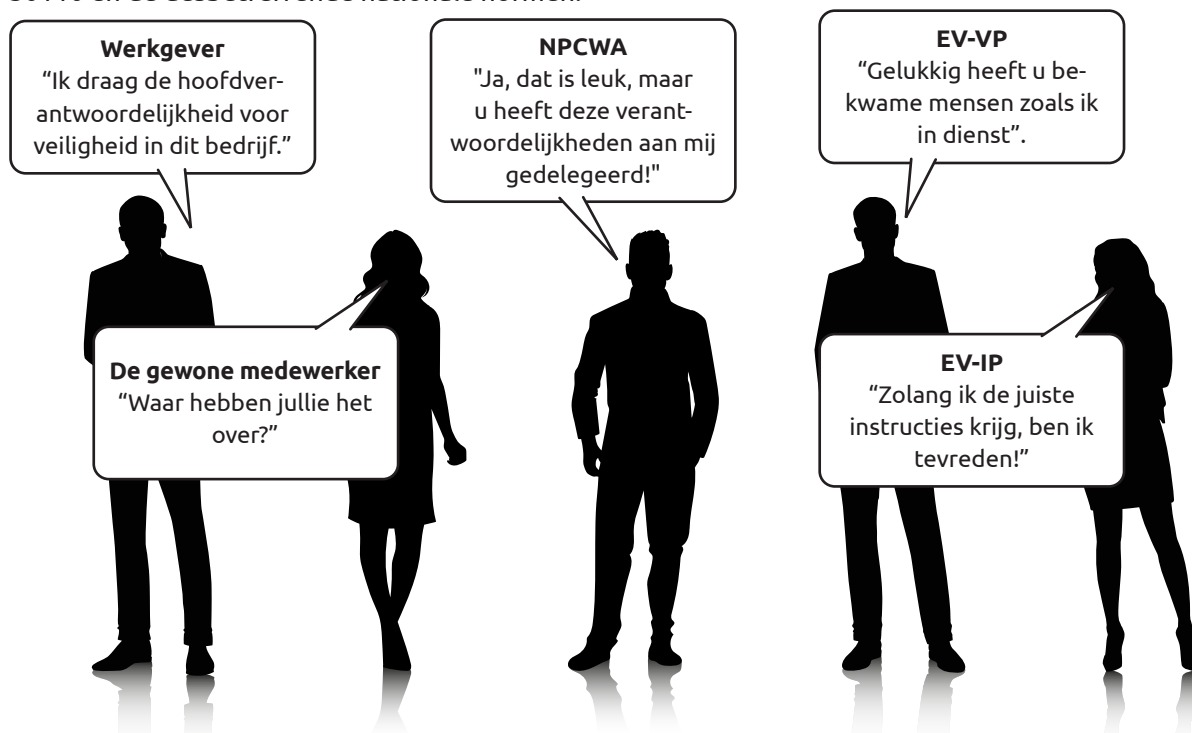 Werkgever
“Ik draag de hoofdver-
antwoordelijkheid voor
veiligheid in dit bedrijf.”
NPCWA
"Ja, dat is leuk, maar
u heeft deze verant-
woordelijkheden aan mij
gedelegeerd!"
EV-VP
“Gelukkig heeft u be-
kwame mensen zoals ik
in dienst”.
De gewone medewerker
“Waar hebben jullie het
over?”
EV-IP
“Zolang ik de juiste
instructies krijg, ben ik
tevreden!”